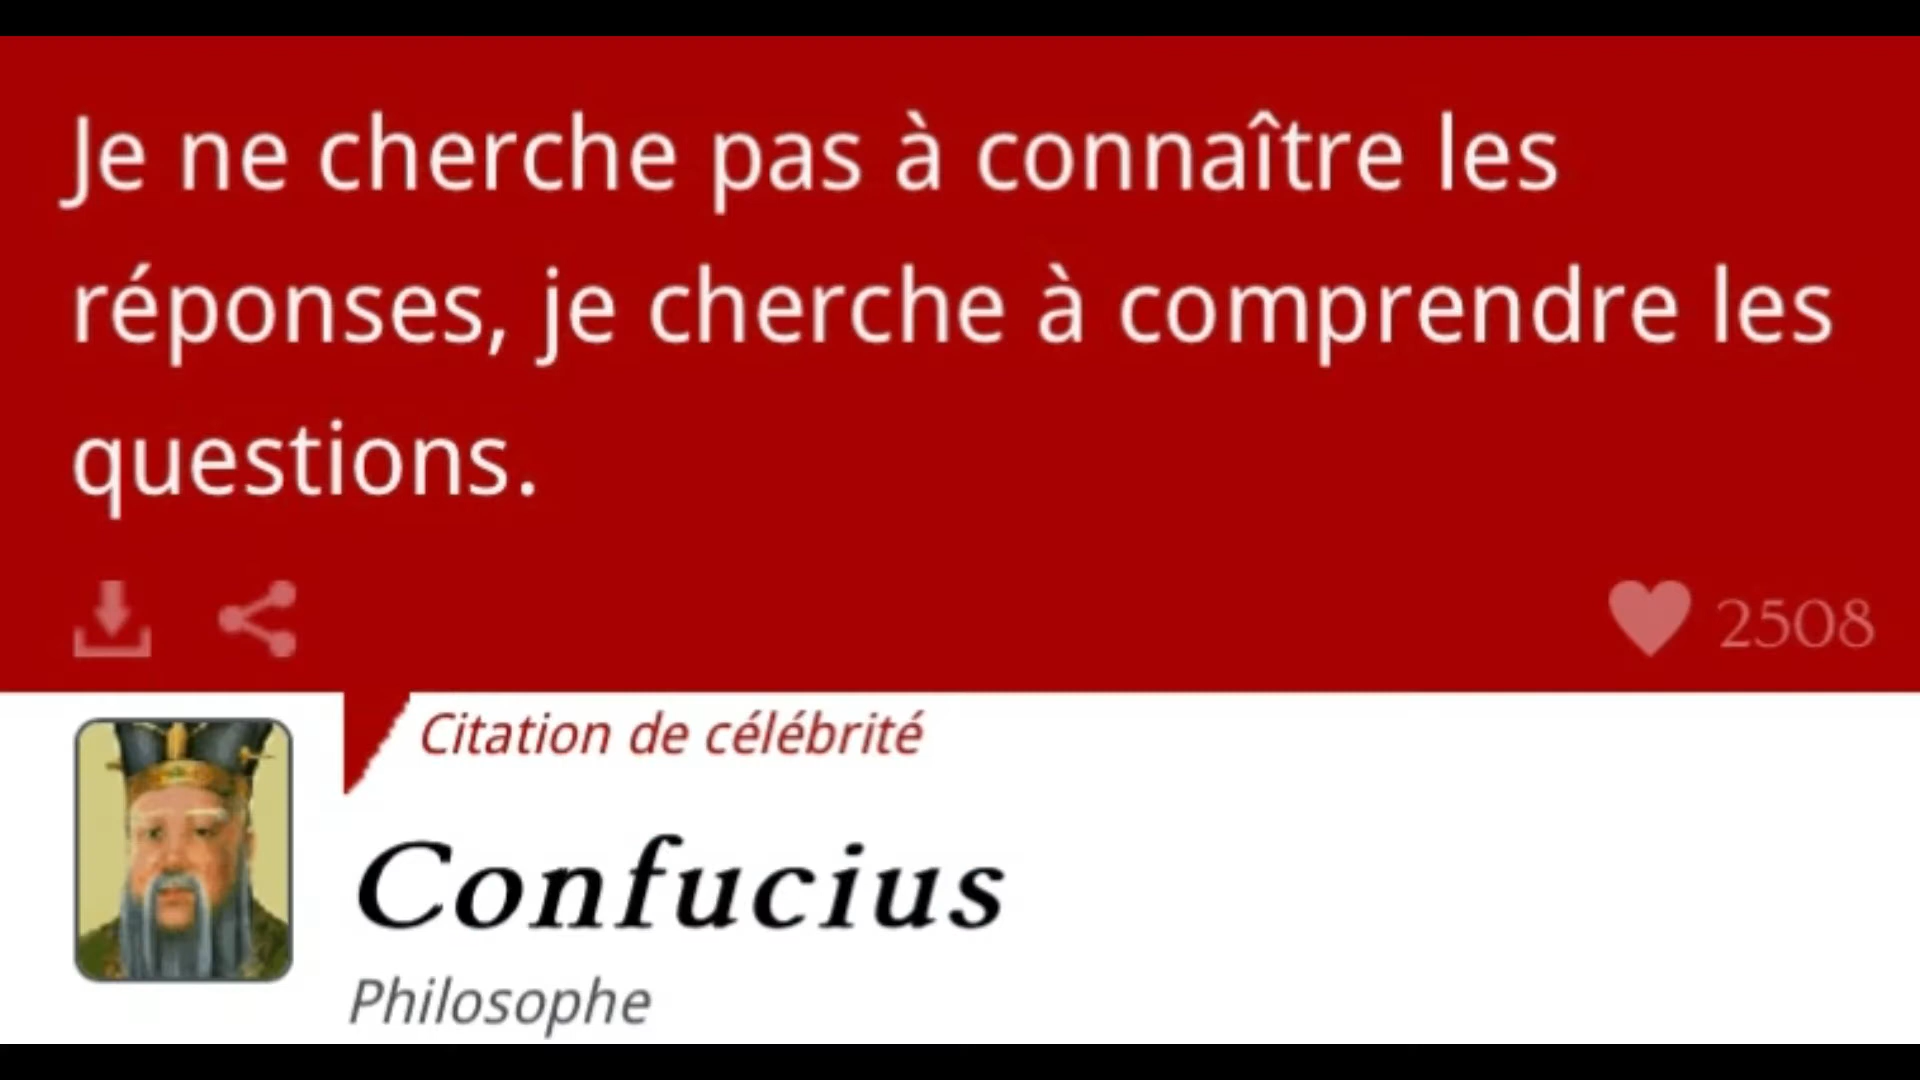 Je ne cherche pas à connaître les
réponses, je cherche à comprendre les
questions.
2508
Citation de célébrité
Confucius
Philosophe